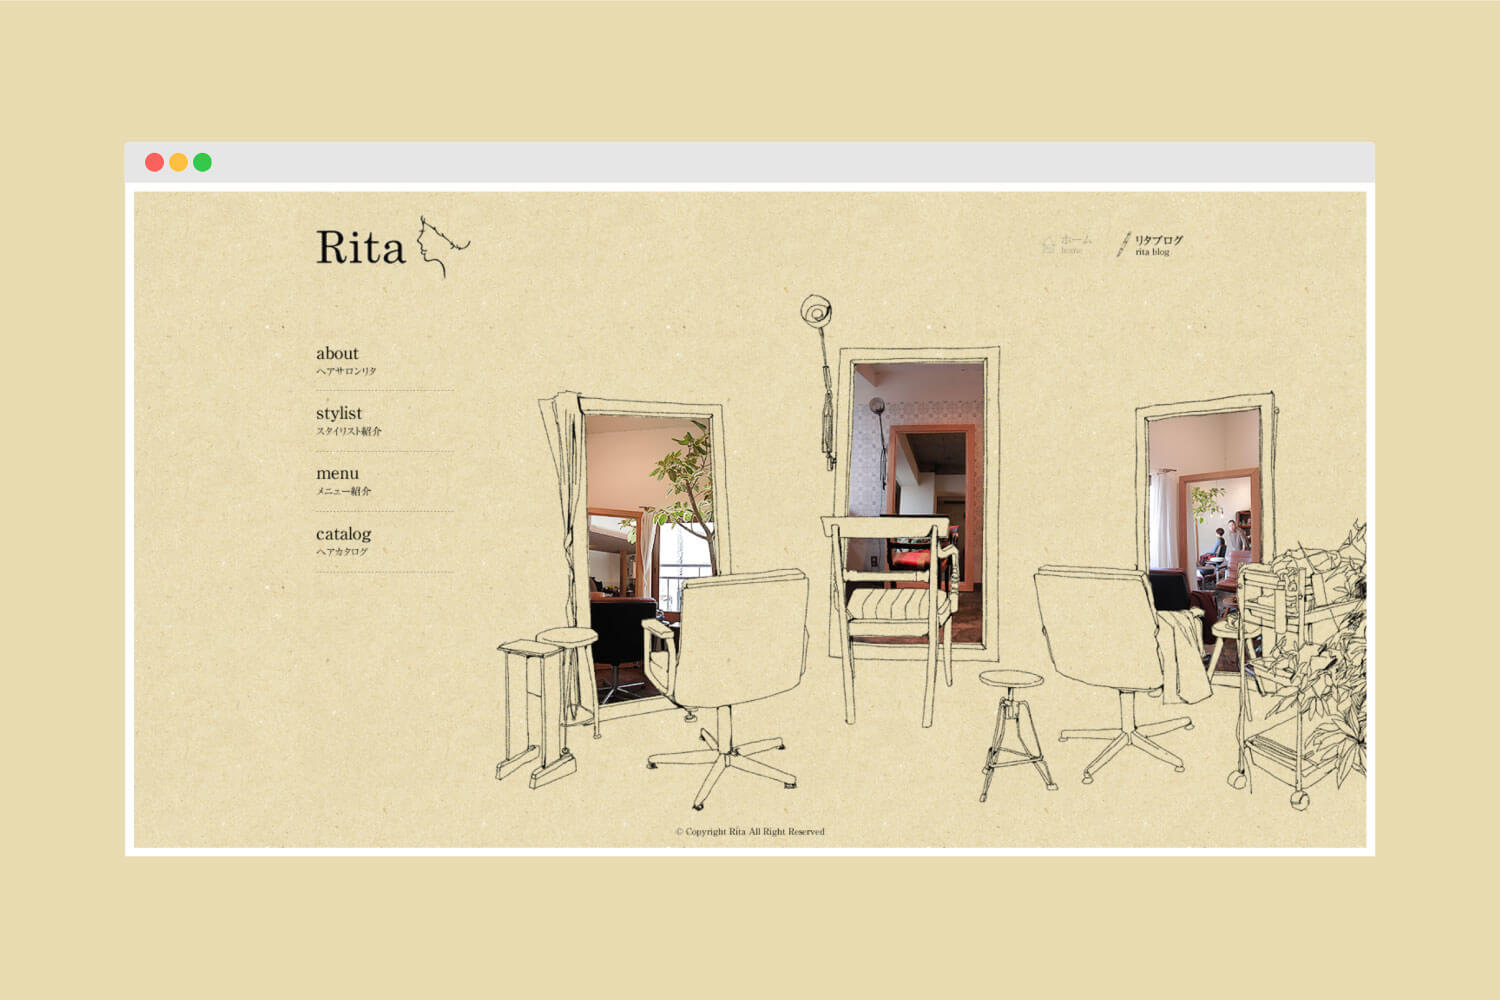 Rita
ホーム
home
リタブログ
rita blog
about
ヘアサロンリタ
stylist
スタイリスト紹介
menu
メニュー紹介
catalog
ヘアカタログ
© Copyright Rita All Right Reserved